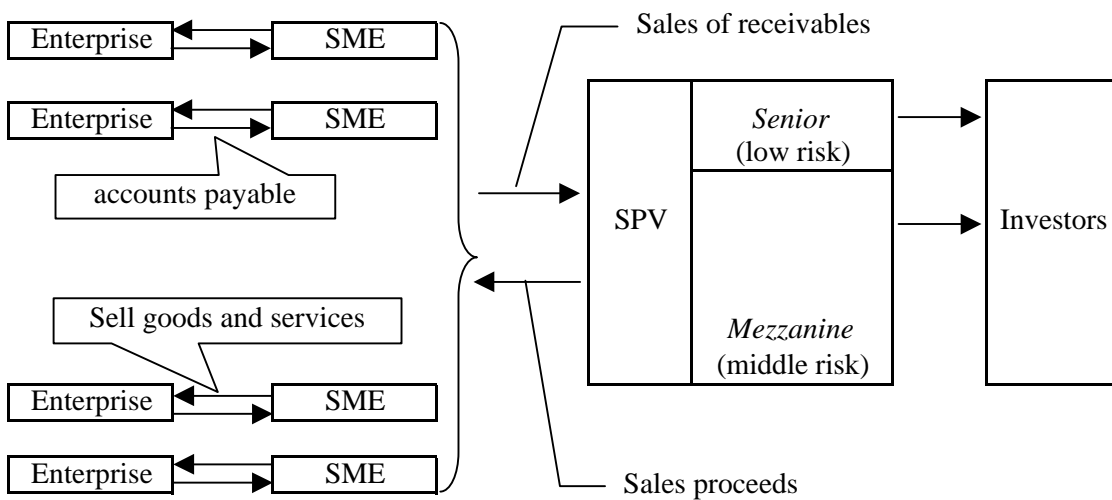 Enterprise SME
Sales of receivables
Enterprise SME
Senior
(low risk)
accounts payable
SPV
Investors
Sell goods and services
Mezzanine
(middle risk)
Enterprise SME
Enterprise SME
Sales proceeds